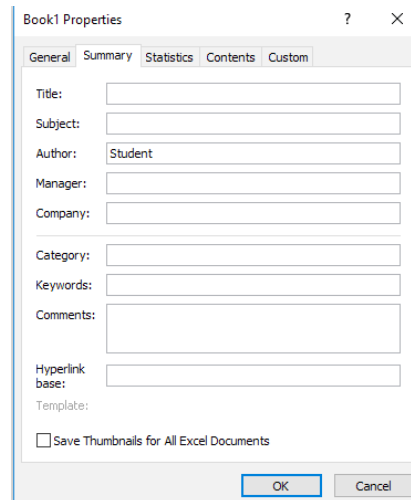 Book1 Properties ? ×
General Summary Statistics Contents Custom
Title:
Subject:
Author: Student
Manager:
Company:
Category:
Keywords:
Comments:
Hyperlink
base:
Template:
Save Thumbnails for All Excel Documents
OK Cancel